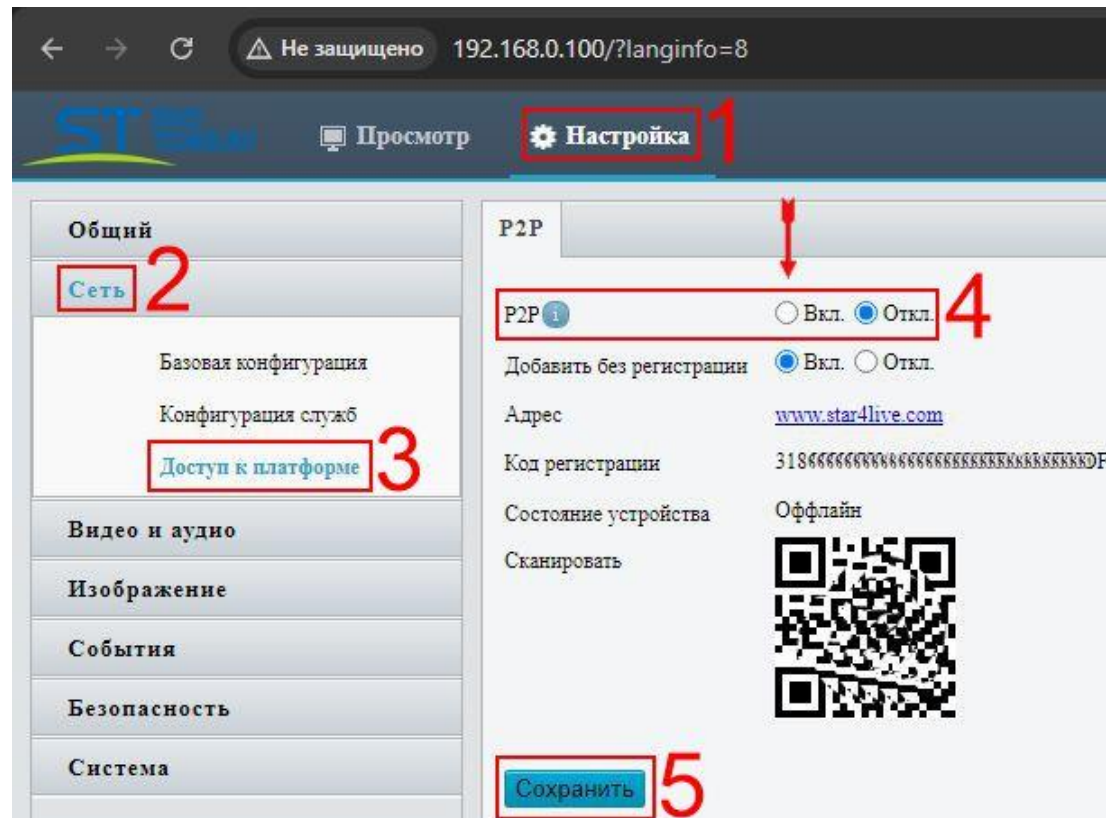 Не защищено 192.168.0.100/?langinfo=8
ST
Просмотр
Настройка
1
Общий
Сеть
2
Базовая конфигурация
Конфигурация служб
Доступ к платформе
3
Видео и аудио
Изображение
События
Безопасность
Система
P2P
P2P Вкл. Откл.
4
Добавить без регистрации Вкл. Откл.
Адрес www.star4live.com
Код регистрации
Состояние устройства Оффлайн
Сканировать
Сохранить
5